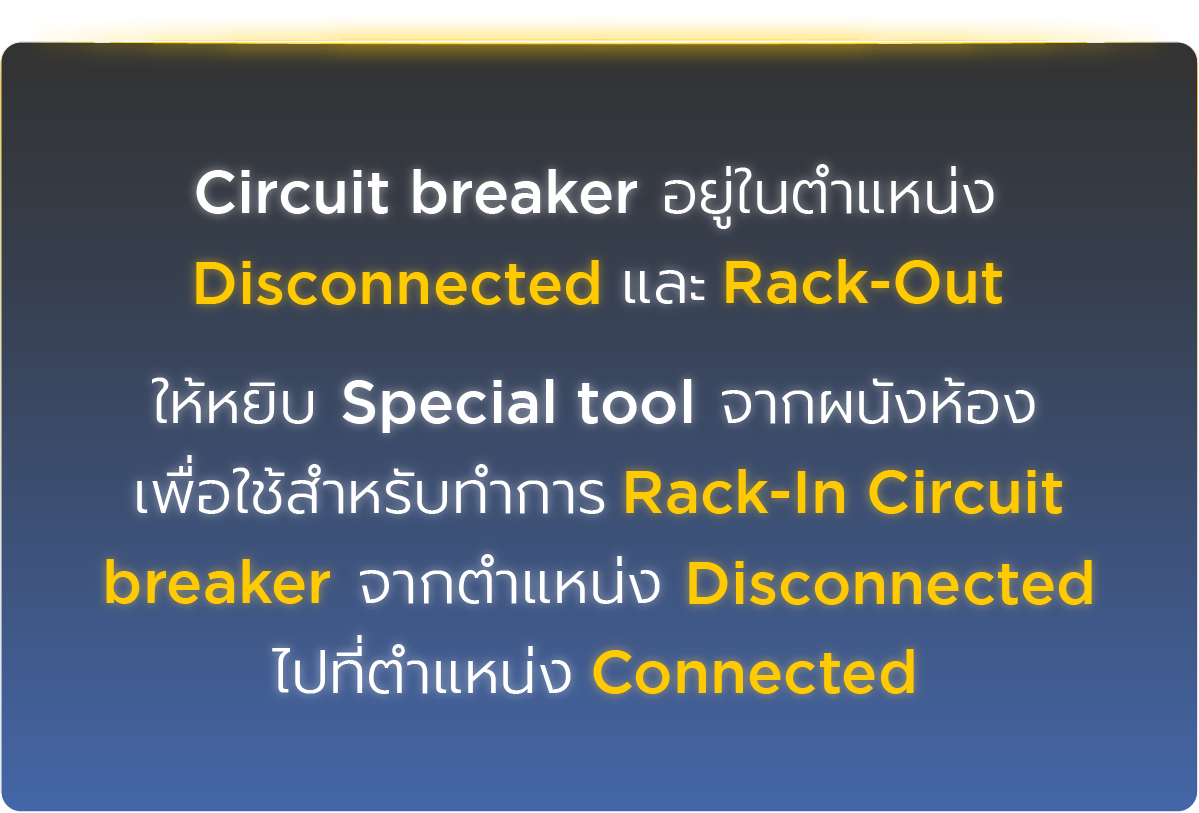 Circuit breaker อยู่ในตำแหน่ง
Disconnected และ Rack-Out
ให้หยิบ Special tool จากผนังห้อง
เพื่อใช้สำหรับทำการ Rack-In Circuit
breaker จากตำแหน่ง Disconnected
ไปที่ตำแหน่ง Connected